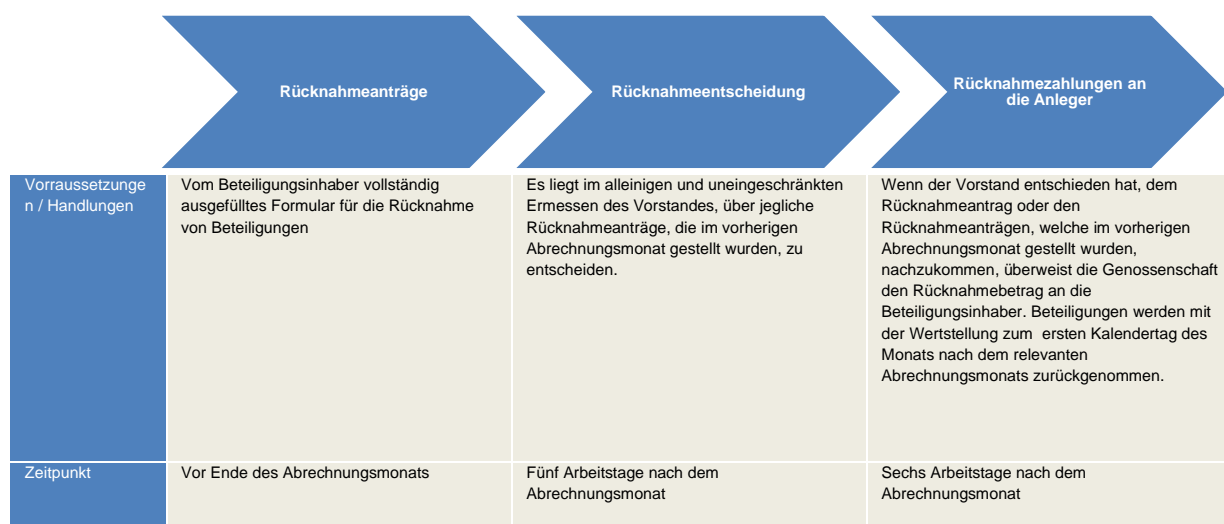 Rücknahmeanträge
Rücknahmeentscheidung
Rücknahmezahlungen an
die Anleger
Vorraussetzunge
n / Handlungen
Vom Beteiligungsinhaber vollständig
ausgefülltes Formular für die Rücknahme
von Beteiligungen
Es liegt im alleinigen und uneingeschränkten
Ermessen des Vorstandes, über jegliche
Rücknahmeanträge, die im vorherigen
Abrechnungsmonat gestellt wurden, zu
entscheiden.
Wenn der Vorstand entschieden hat, dem
Rücknahmeantrag oder den
Rücknahmeanträgen, welche im vorherigen
Abrechnungsmonat gestellt wurden,
nachzukommen, überweist die Genossenschaft
den Rücknahmebetrag an die
Beteiligungsinhaber. Beteiligungen werden mit
der Wertstellung zum ersten Kalendertag des
Monats nach dem relevanten
Abrechnungsmonats zurückgenommen.
Zeitpunkt
Vor Ende des Abrechnungsmonats
Fünf Arbeitstage nach dem
Abrechnungsmonat
Sechs Arbeitstage nach dem
Abrechnungsmonat